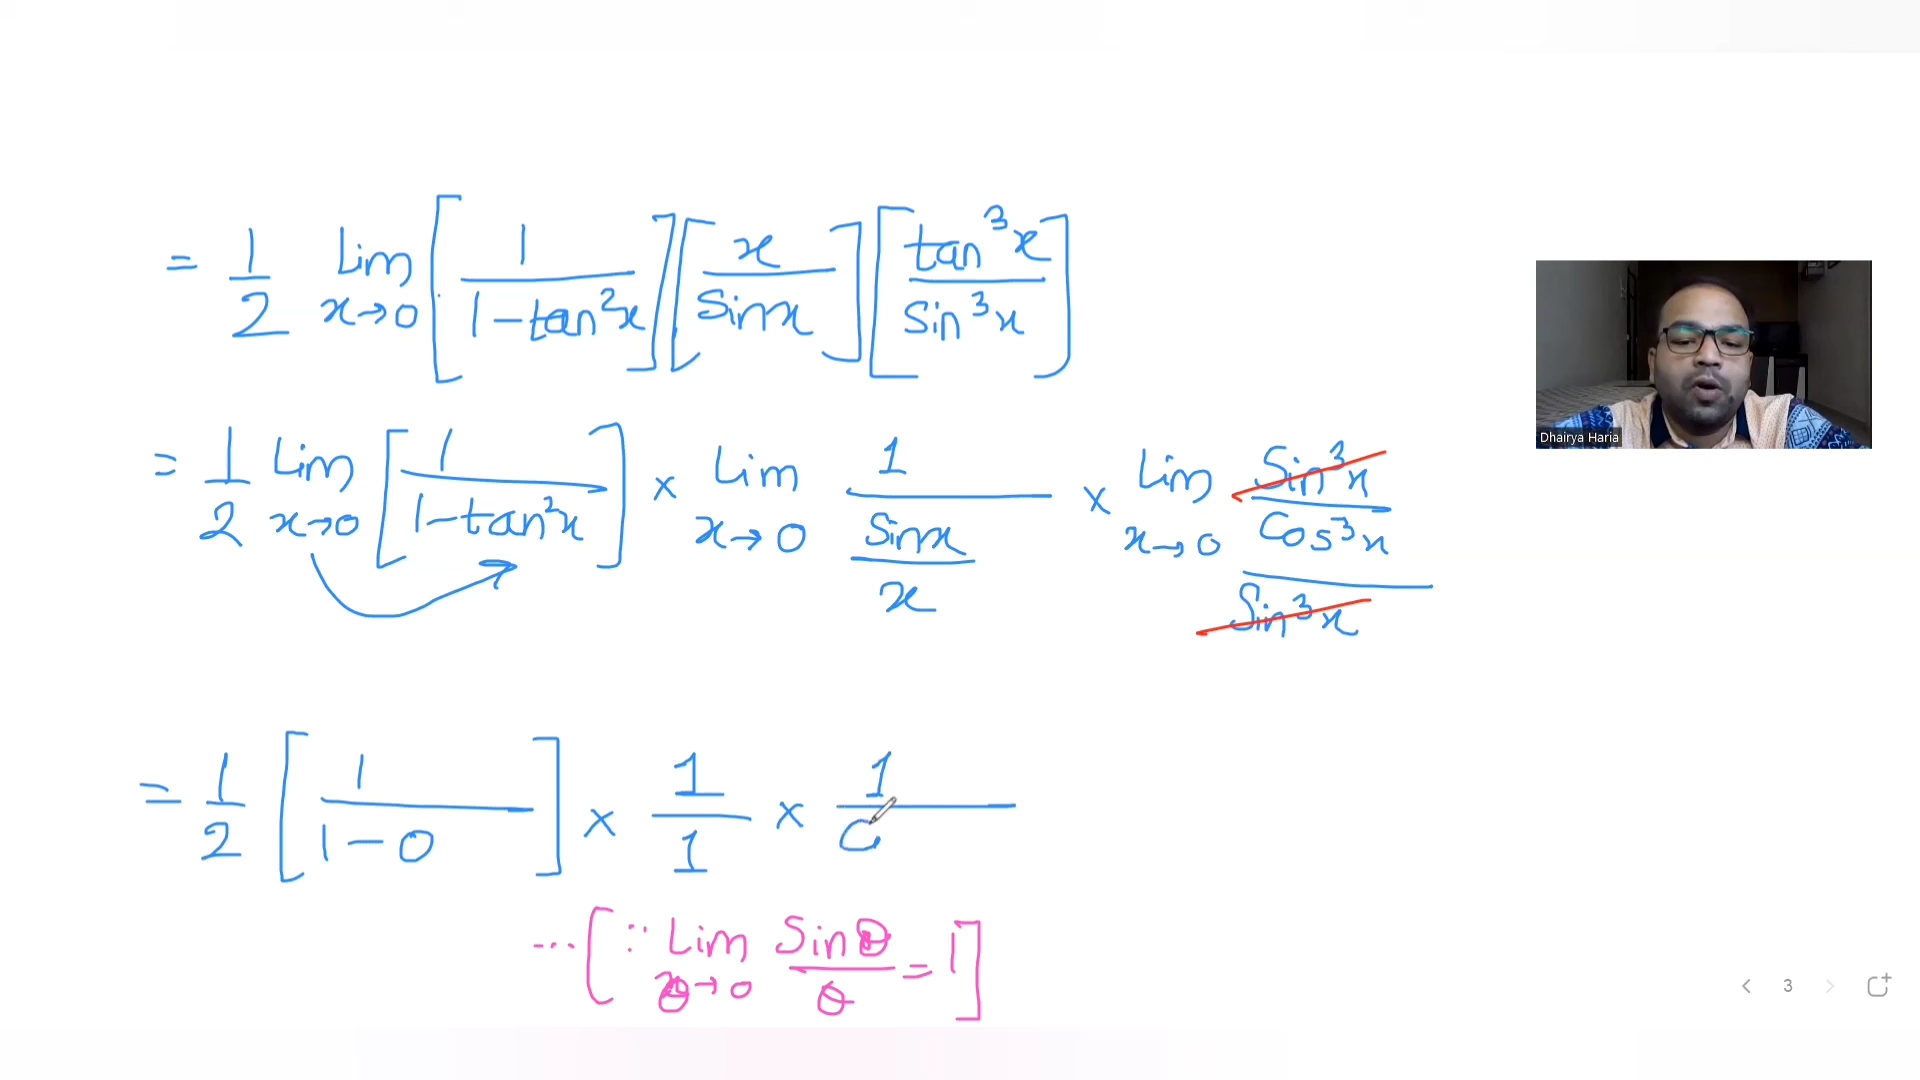 = 1/2 Lim x→0 [1/(1-tan²x)] [x/Sinx] [tan³x/Sin³x]
Dhairya Haria
= 1/2 Lim x→0 [1/(1-tan²x)] × Lim x→0 1/(Sinx/x) × Lim x→0 (Sin³x/Cos³x)/Sin³x
= 1/2 [1/(1-0)] × 1/1 × 1/C
... [∵ Lim θ→0 Sinθ/θ = 1]
3